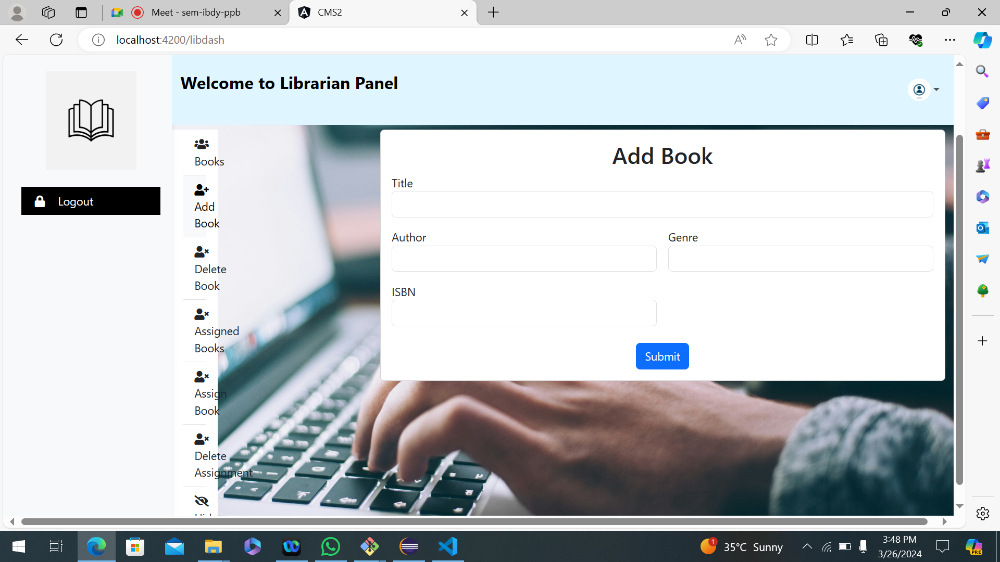 Meet - sem-ibdy-ppb
CMS2
localhost:4200/libdash
Welcome to Librarian Panel
Logout
Books
Add
Book
Delete
Book
Assigned
Books
Assign
Book
Delete
Assignment
Add Book
Title
Author Genre
ISBN
Submit
1
35°C Sunny
3:48 PM
3/26/2024
PRE